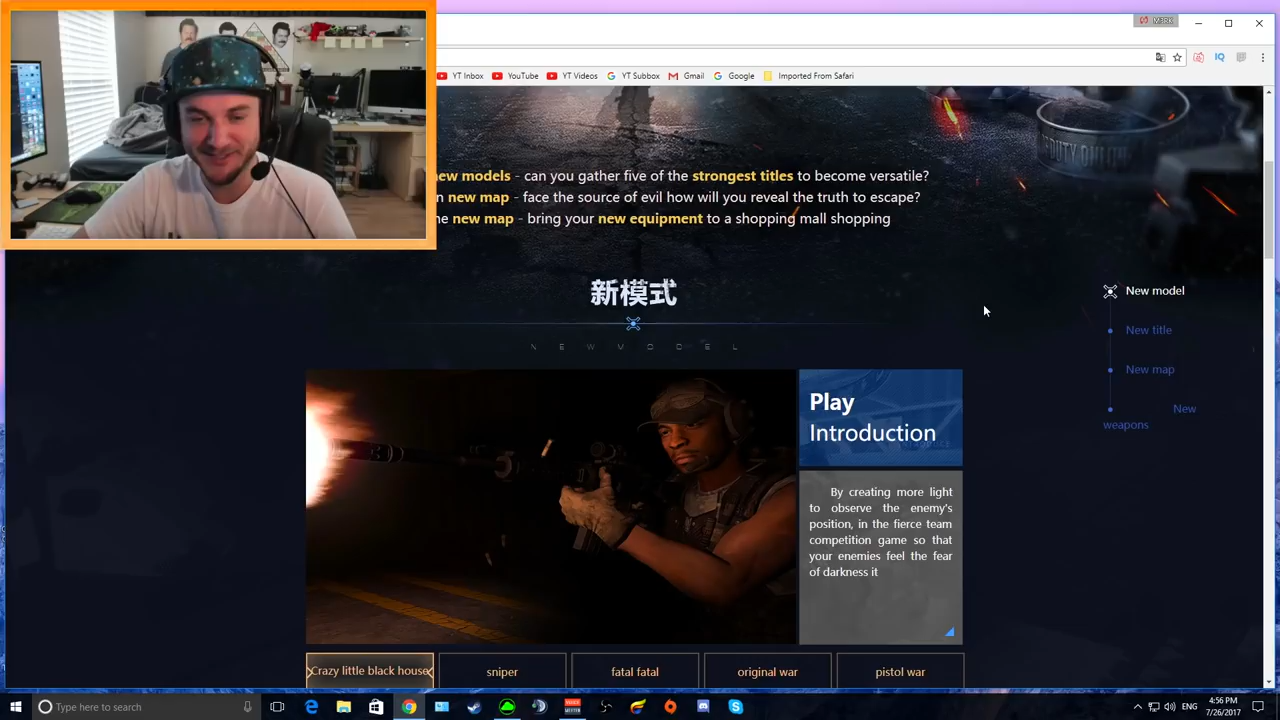 YT Inbox
YouTube
YT Videos
YT Subbox
Gmail
Google
Imported From Safari
IQ
new models - can you gather five of the strongest titles to become versatile?
new map - face the source of evil how will you reveal the truth to escape?
new map - bring your new equipment to a shopping mall shopping
新模式
N E W M O D E L
New model
New title
New map
New
weapons
Play
Introduction
By creating more light
to observe the enemy's
position, in the fierce team
competition game so that
your enemies feel the fear
of darkness it
Crazy little black house
sniper
fatal fatal
original war
pistol war
Type here to search
ENG
4:56 PM
7/26/2017